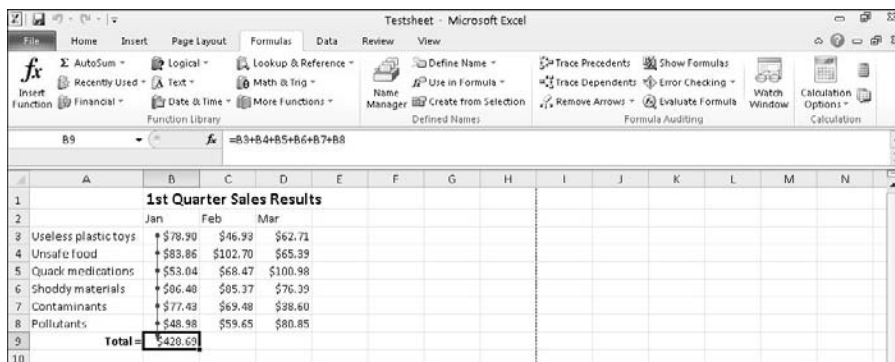 Testsheet - Microsoft Excel
File Home Insert Page Layout Formulas Data Review View
Insert Function
Σ AutoSum
Recently Used
Financial
Logical
Text
Date & Time
Lookup & Reference
Math & Trig
More Functions
Function Library
Name Manager
Define Name
Use in Formula
Create from Selection
Defined Names
Trace Precedents
Trace Dependents
Remove Arrows
Show Formulas
Error Checking
Evaluate Formula
Formula Auditing
Watch Window
Calculation Options
Calculation
B9 fx =B3+B4+B5+B6+B7+B8
A B C D E F G H I J K L M N
1 1st Quarter Sales Results
2 Jan Feb Mar
3 Useless plastic toys $78.90 $46.93 $62.71
4 Unsafe food $83.86 $102.70 $65.39
5 Quack medications $53.04 $68.47 $100.98
6 Shoddy materials $86.48 $85.37 $76.39
7 Contaminants $77.43 $69.48 $38.60
8 Pollutants $48.98 $59.65 $80.85
9 Total = $428.69
10